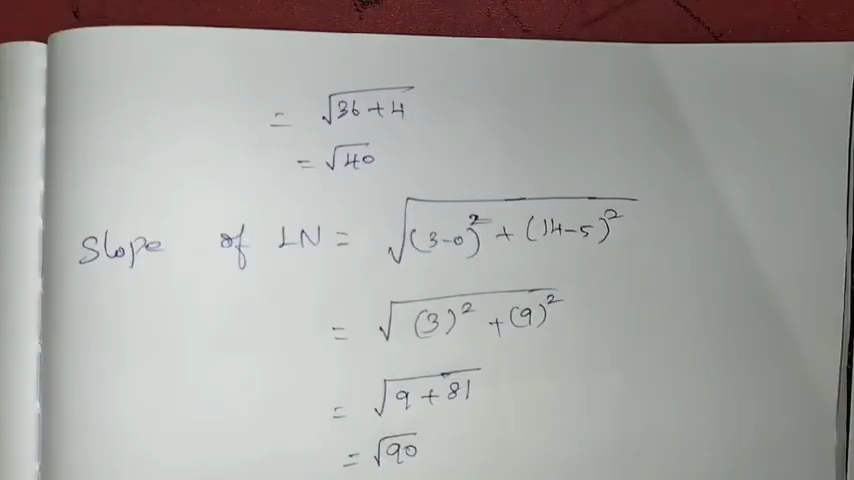 = √36+4
= √40
Slope of LN = √(3-0)² + (14-5)²
= √(3)² + (9)²
= √9+81
= √90